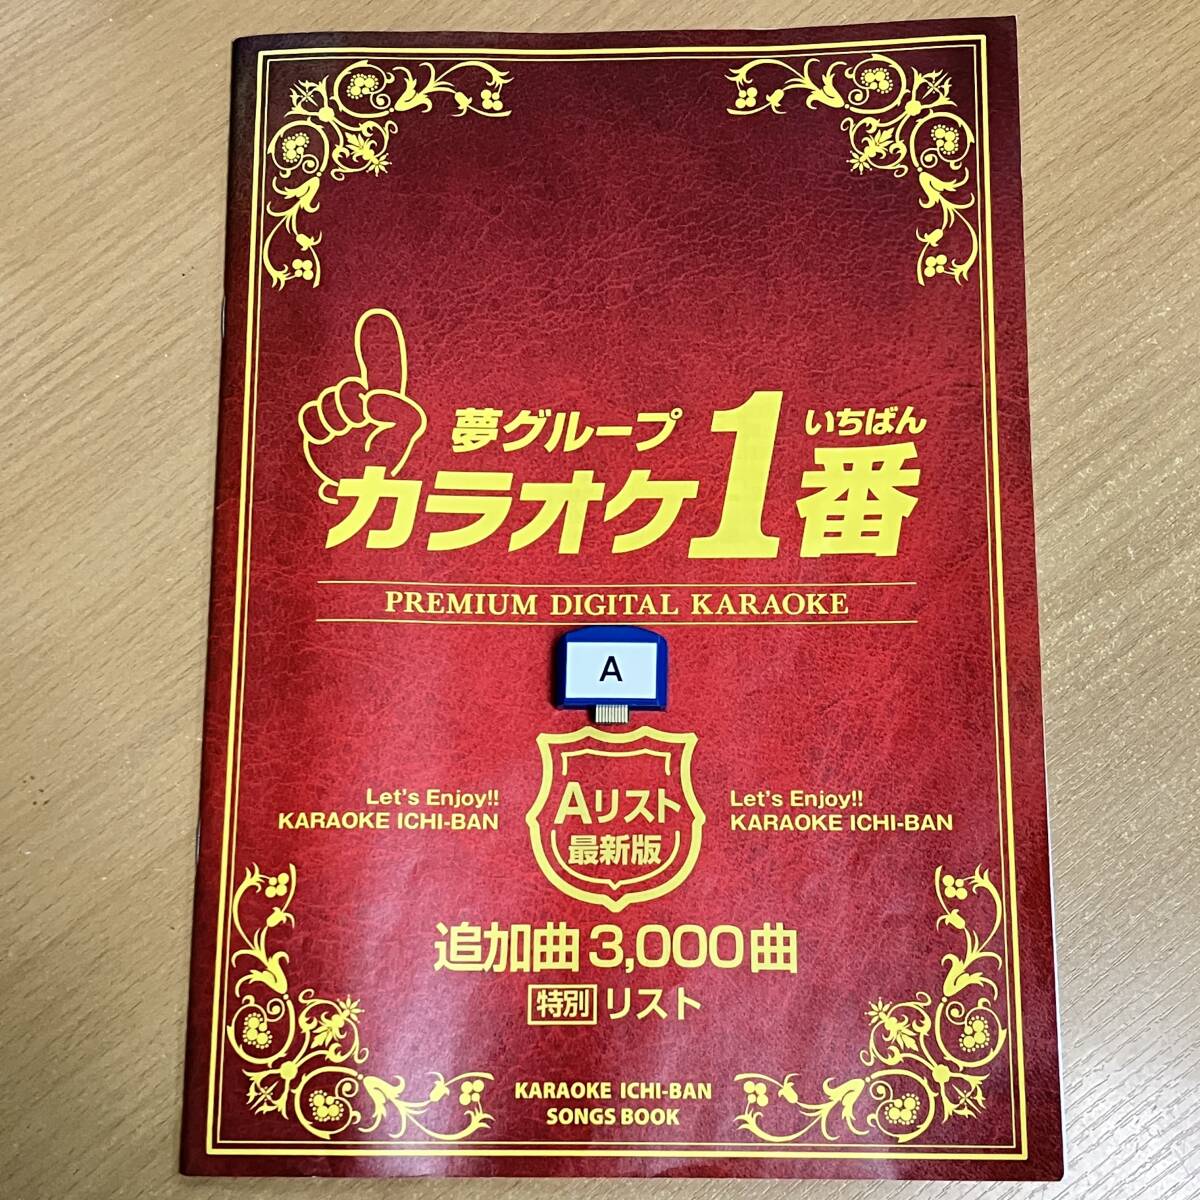 夢グループ
いちばん
カラオケ1番
PREMIUM DIGITAL KARAOKE
A
Let's Enjoy!!
KARAOKE ICHI-BAN
Aリスト
最新版
Let's Enjoy!!
KARAOKE ICHI-BAN
追加曲3,000曲
特別 リスト
KARAOKE ICHI-BAN
SONGS BOOK